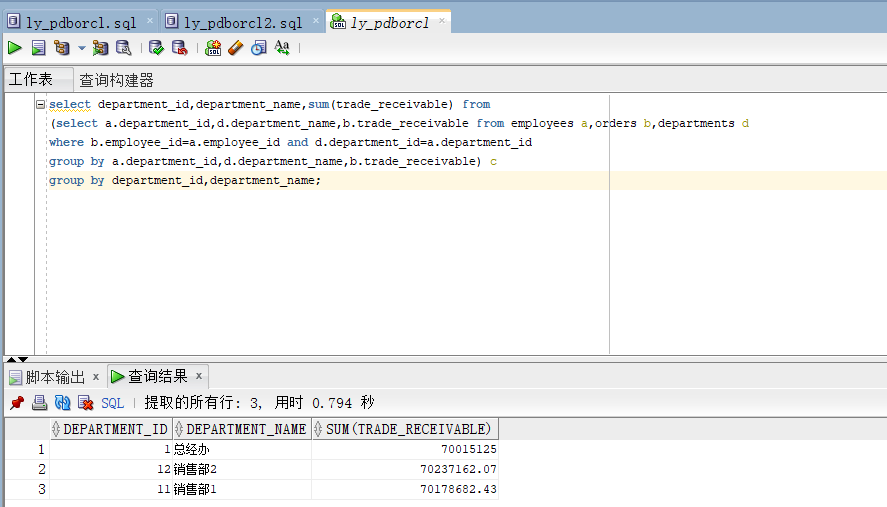 ly_pdborcl.sql × ly_pdborcl2.sql × ly_pdborcl ×
工作表 查询构建器
select department_id,department_name,sum(trade_receivable) from
(select a.department_id,d.department_name,b.trade_receivable from employees a,orders b,departments d
where b.employee_id=a.employee_id and d.department_id=a.department_id
group by a.department_id,d.department_name,b.trade_receivable) c
group by department_id,department_name;
脚本输出 × 查询结果 ×
SQL | 提取的所有行: 3, 用时 0.794 秒
DEPARTMENT_ID DEPARTMENT_NAME SUM(TRADE_RECEIVABLE)
1 1 总经办 70015125
2 12 销售部2 70237162.07
3 11 销售部1 70178682.43